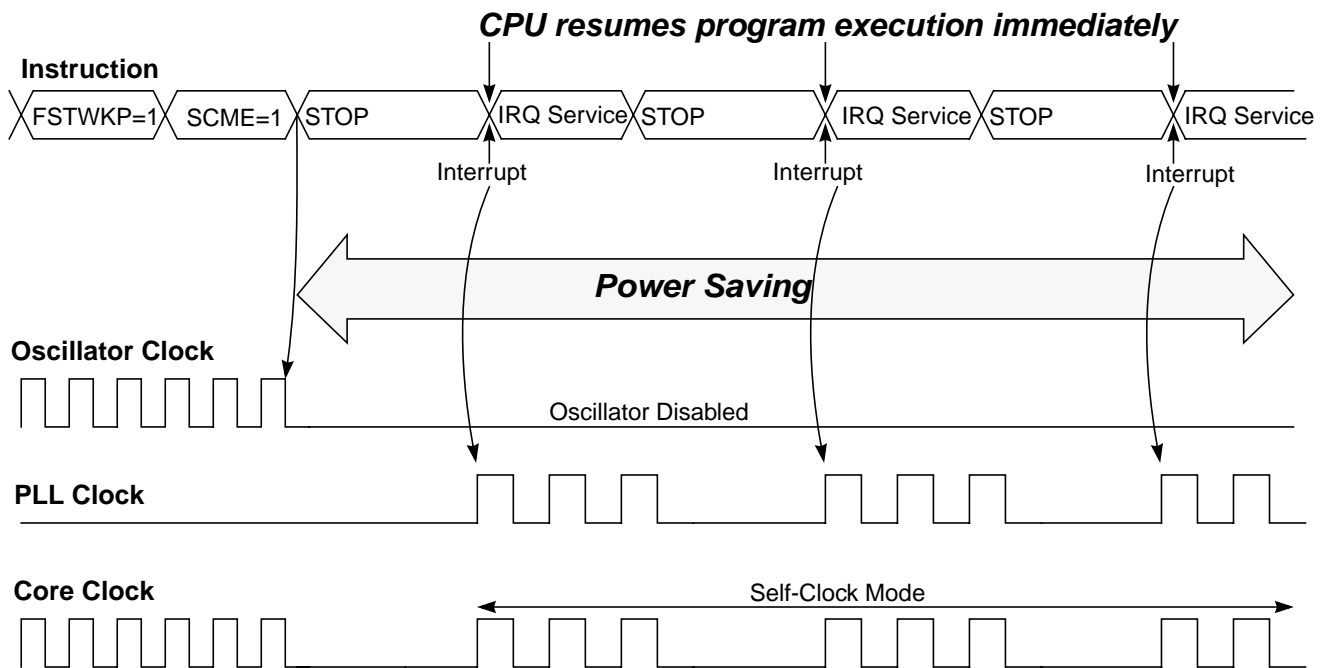 CPU resumes program execution immediately
Instruction
FSTWKP=1 SCME=1 STOP IRQ Service STOP IRQ Service STOP IRQ Service
Interrupt Interrupt Interrupt
Power Saving
Oscillator Clock
Oscillator Disabled
PLL Clock
Core Clock
Self-Clock Mode